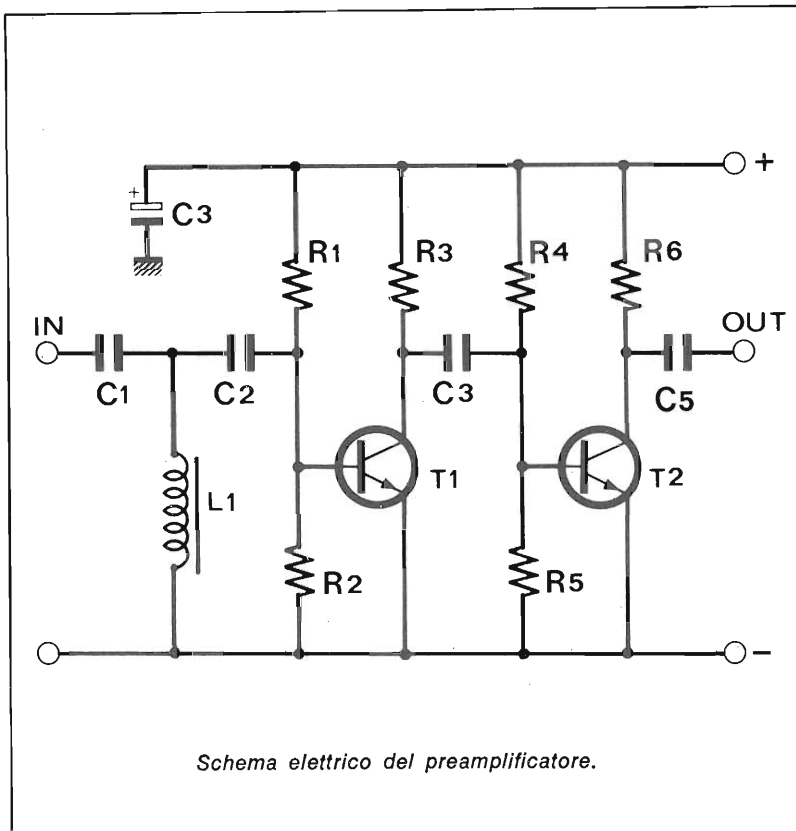 +
+
C3
R1
R3
R4
R6
IN
OUT
C1
C2
C3
C5
L1
T1
T2
R2
R5
−
Schema elettrico del preamplificatore.